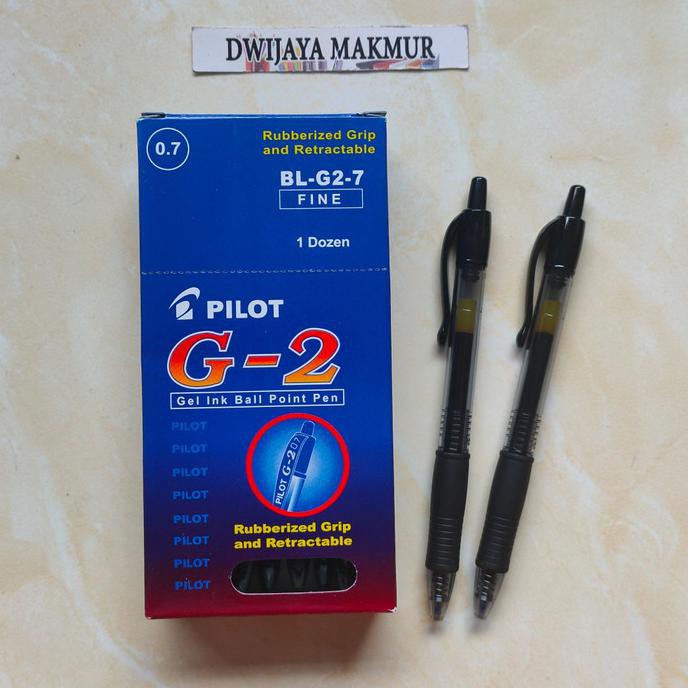 DWIJAYA MAKMUR
0.7
Rubberized Grip
and Retractable
BL-G2-7
FINE
1 Dozen
PILOT
G-2
Gel Ink Ball Point Pen
PILOT
PILOT
PILOT
PILOT
PILOT
PILOT
PILOT
PILOT
PILOT G-2 07
Rubberized Grip
and Retractable